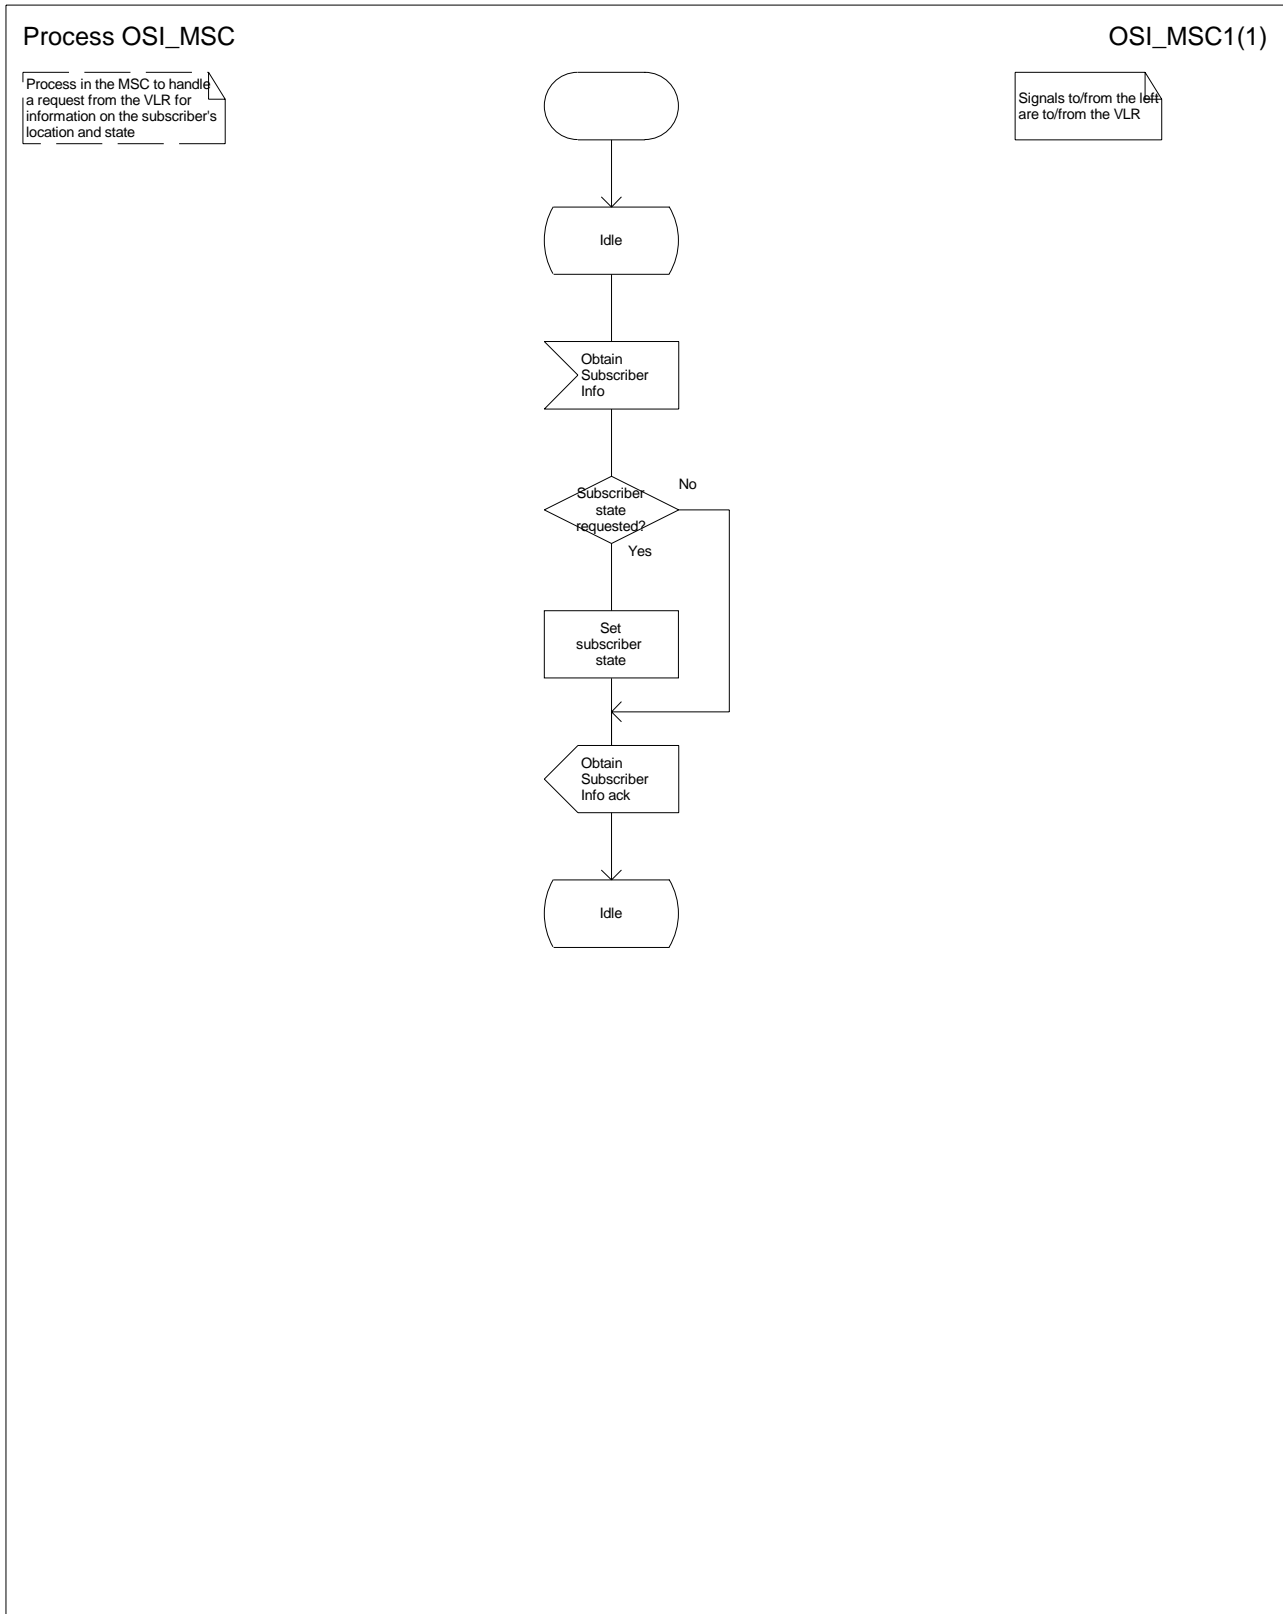 Process OSI_MSC
OSI_MSC1(1)
Process in the MSC to handle
a request from the VLR for
information on the subscriber's
location and state
Signals to/from the left
are to/from the VLR
Idle
Obtain
Subscriber
Info
Subscriber
state
requested?
No
Yes
Set
subscriber
state
Obtain
Subscriber
Info ack
Idle